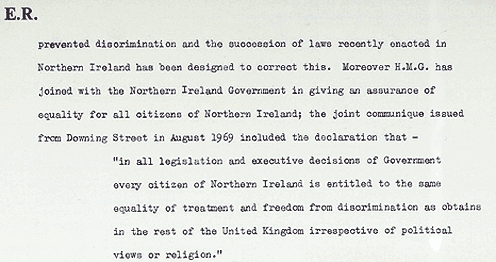 E.R.
prevented discrimination and the succession of laws recently enacted in
Northern Ireland has been designed to correct this. Moreover H.M.G. has
joined with the Northern Ireland Government in giving an assurance of
equality for all citizens of Northern Ireland; the joint communique issued
from Downing Street in August 1969 included the declaration that -
"in all legislation and executive decisions of Government
every citizen of Northern Ireland is entitled to the same
equality of treatment and freedom from discrimination as obtains
in the rest of the United Kingdom irrespective of political
views or religion."